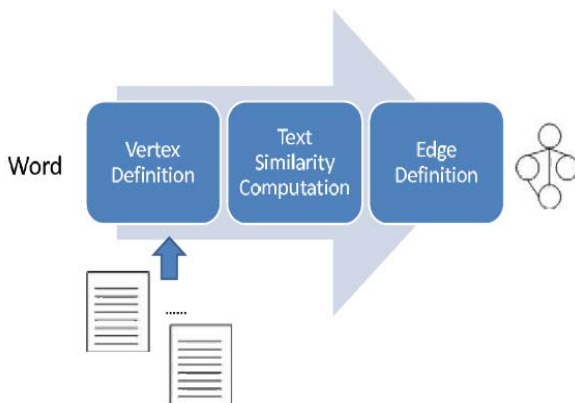 Word
Vertex
Definition
Text
Similarity
Computation
Edge
Definition
......